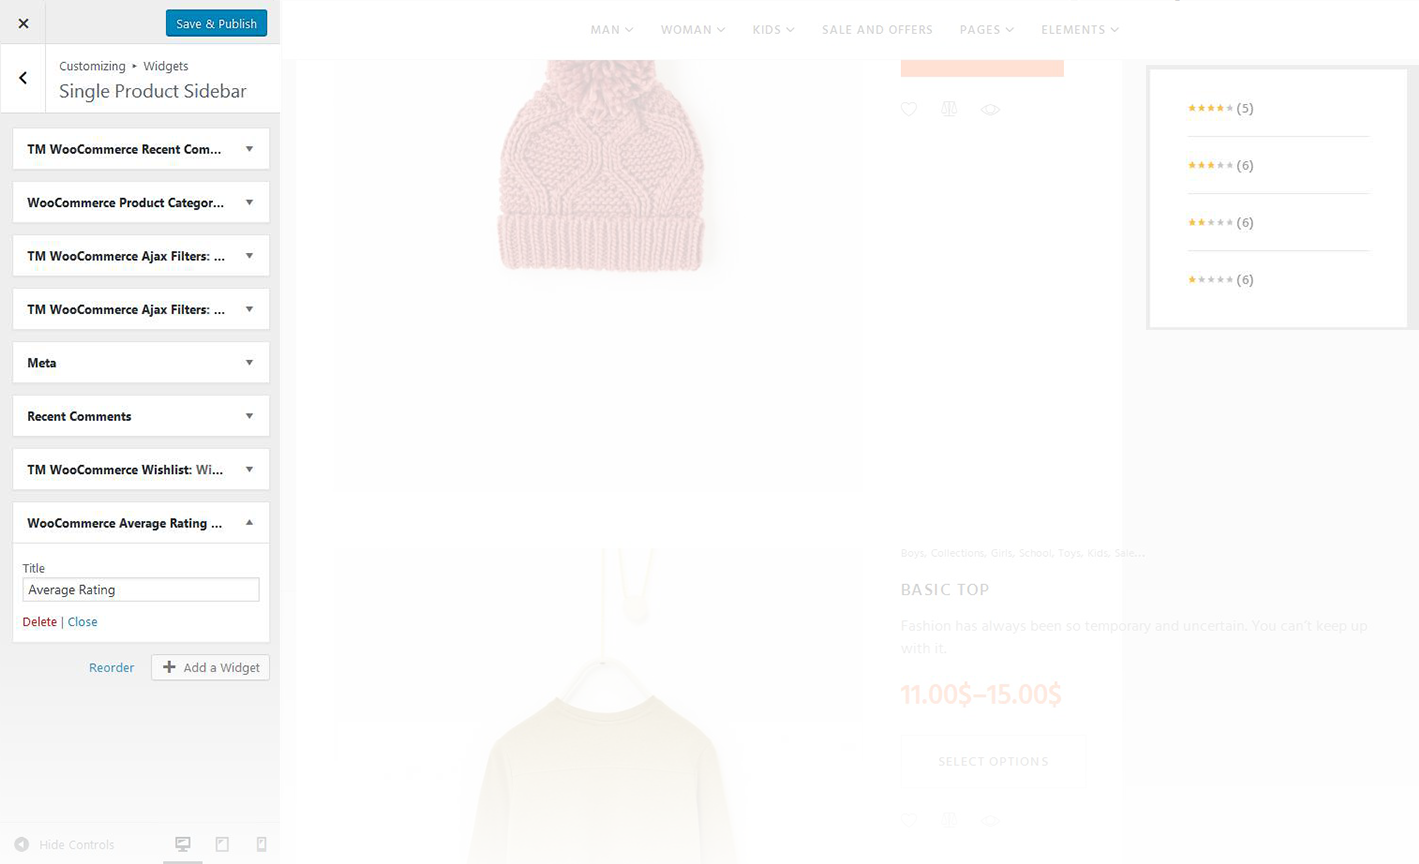 Save & Publish
Customizing ▸ Widgets
Single Product Sidebar
TM WooCommerce Recent Com...
WooCommerce Product Categor...
TM WooCommerce Ajax Filters: ...
TM WooCommerce Ajax Filters: ...
Meta
Recent Comments
TM WooCommerce Wishlist: Wi...
WooCommerce Average Rating ...
Title
Average Rating
Delete | Close
Reorder
Add a Widget
Hide Controls
MAN
WOMAN
KIDS
SALE AND OFFERS
PAGES
ELEMENTS
Boys, Collections, Girls, School, Toys, Kids, Sale...
BASIC TOP
Fashion has always been so temporary and uncertain. You can't keep up
with it.
11.00$–15.00$
SELECT OPTIONS
(5)
(6)
(6)
(6)